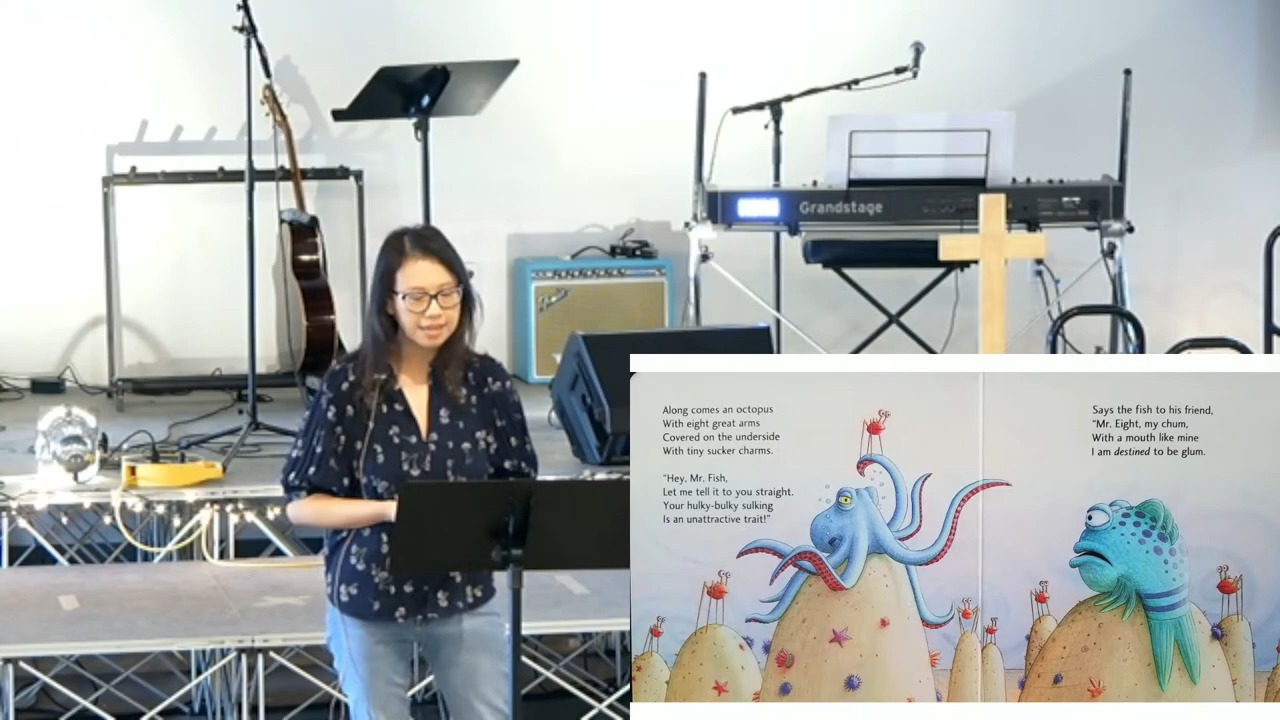 Grandstage
Fender
Along comes an octopus
With eight great arms
Covered on the underside
With tiny sucker charms.
"Hey, Mr. Fish,
Let me tell it to you straight.
Your hulky-bulky sulking
Is an unattractive trait!"
Says the fish to his friend,
"Mr. Eight, my chum,
With a mouth like mine
I am destined to be glum.